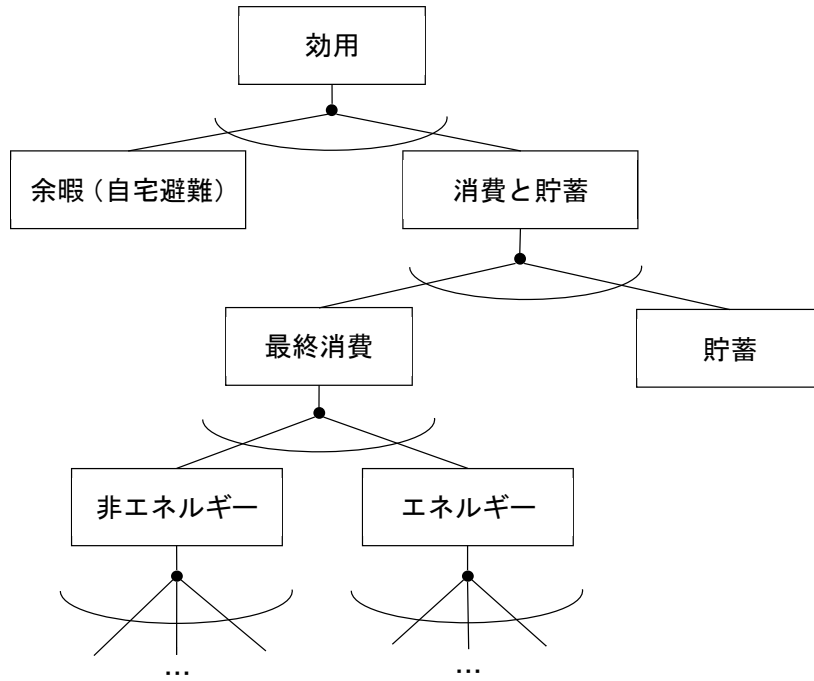 効用
余暇（自宅避難）
消費と貯蓄
最終消費
貯蓄
非エネルギー
エネルギー
...
...